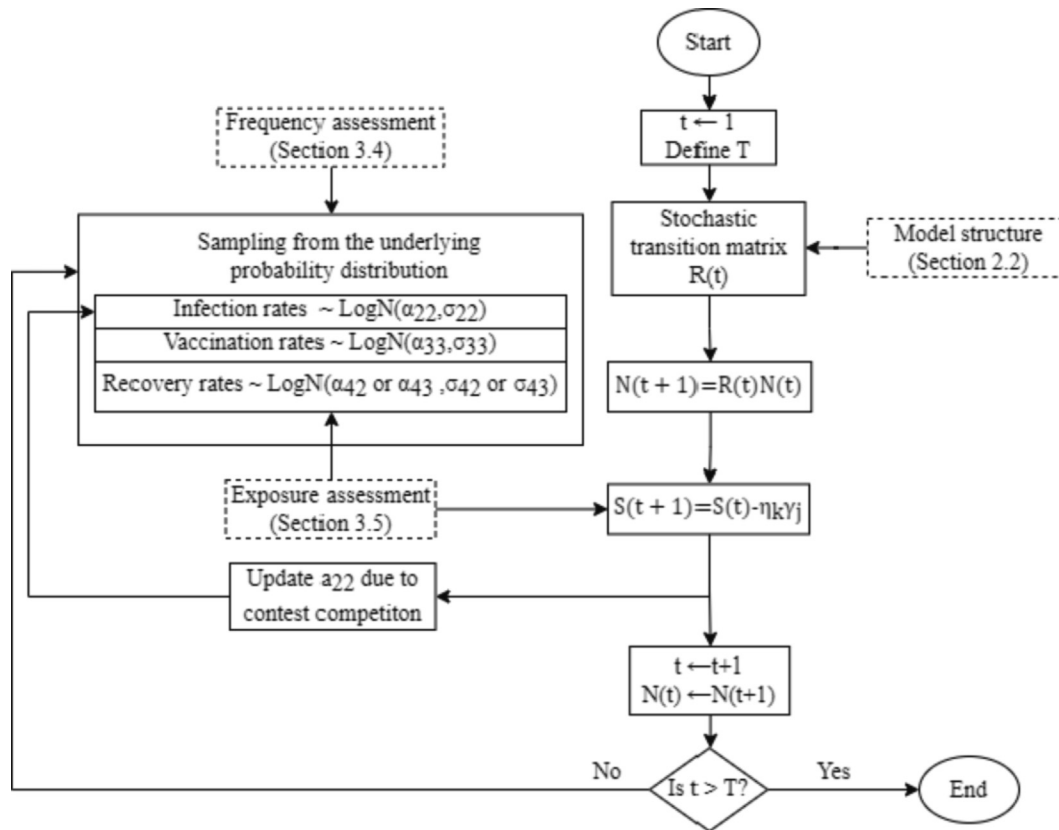 Start
t ← 1
Define T
Frequency assessment
(Section 3.4)
Stochastic
transition matrix
R(t)
Model structure
(Section 2.2)
Sampling from the underlying
probability distribution
Infection rates ~ LogN(α22,σ22)
Vaccination rates ~ LogN(α33,σ33)
Recovery rates ~ LogN(α42 or α43 ,σ42 or σ43)
N(t + 1)=R(t)N(t)
Exposure assessment
(Section 3.5)
S(t + 1)=S(t)-ηkγj
Update a22 due to
contest competiton
t ←t+1
N(t) ←N(t+1)
No
Is t > T?
Yes
End